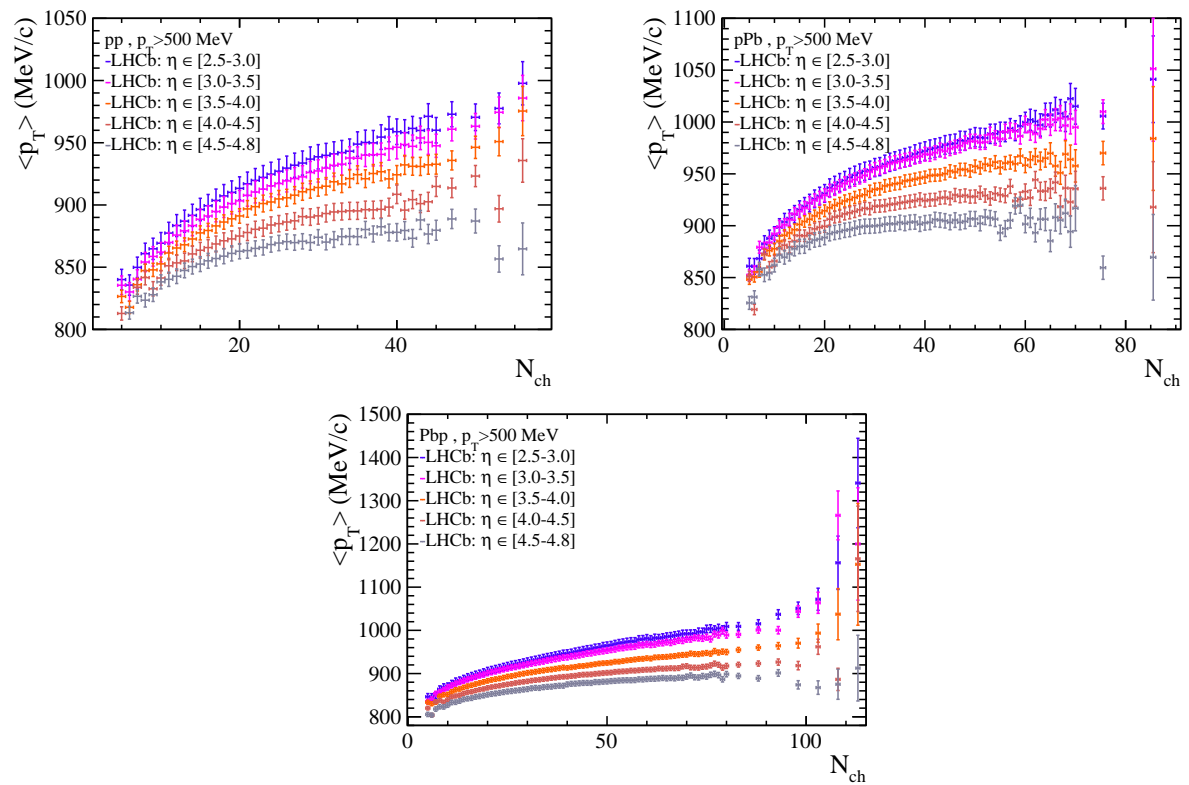 1050
1000
950
900
850
800
<p_T> (MeV/c)
pp , p_T>500 MeV
LHCb: η ∈ [2.5-3.0]
LHCb: η ∈ [3.0-3.5]
LHCb: η ∈ [3.5-4.0]
LHCb: η ∈ [4.0-4.5]
LHCb: η ∈ [4.5-4.8]
20 40
N_ch
1100
1050
1000
950
900
850
800
<p_T> (MeV/c)
pPb , p_T>500 MeV
LHCb: η ∈ [2.5-3.0]
LHCb: η ∈ [3.0-3.5]
LHCb: η ∈ [3.5-4.0]
LHCb: η ∈ [4.0-4.5]
LHCb: η ∈ [4.5-4.8]
0 20 40 60 80
N_ch
1500
1400
1300
1200
1100
1000
900
800
<p_T> (MeV/c)
Pbp , p_T>500 MeV
LHCb: η ∈ [2.5-3.0]
LHCb: η ∈ [3.0-3.5]
LHCb: η ∈ [3.5-4.0]
LHCb: η ∈ [4.0-4.5]
LHCb: η ∈ [4.5-4.8]
0 50 100
N_ch